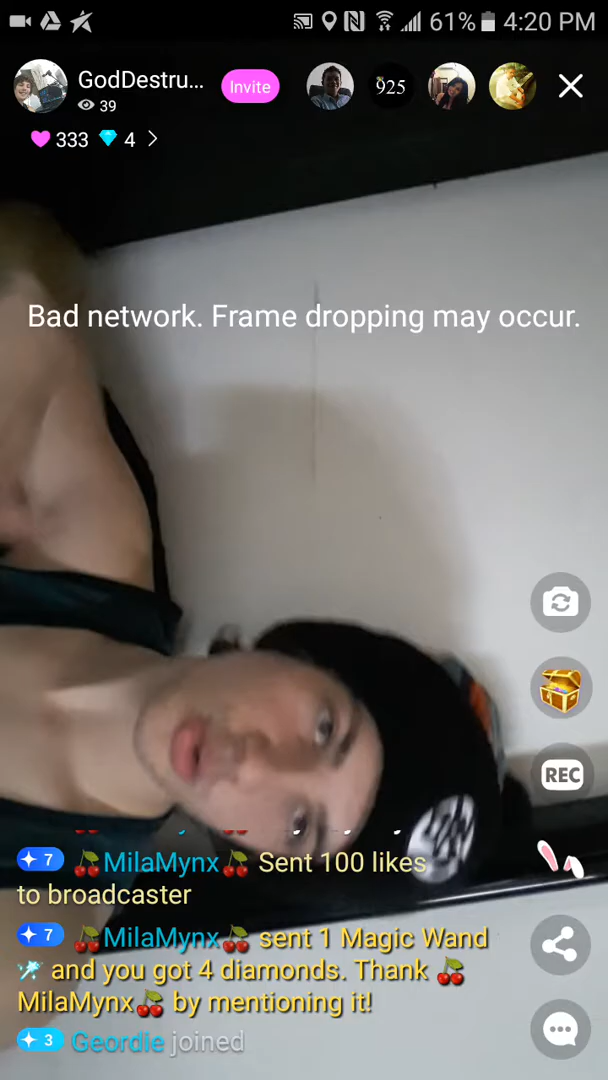 61% 4:20 PM
GodDestru...
39
Invite
925
333 4
Bad network. Frame dropping may occur.
REC
7 MilaMynx Sent 100 likes
to broadcaster
7 MilaMynx sent 1 Magic Wand
and you got 4 diamonds. Thank
MilaMynx by mentioning it!
3 Geordie joined